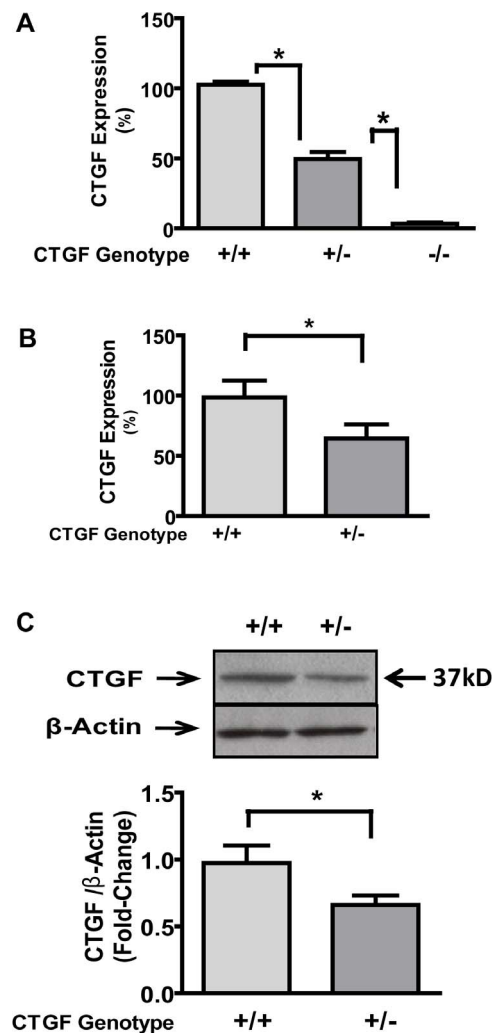 A
CTGF Expression
(%)
150
100
50
0
*
*
CTGF Genotype +/+ +/- -/-
B
CTGF Expression
(%)
150
100
50
0
*
CTGF Genotype +/+ +/-
C
+/+ +/-
CTGF 37kD
β-Actin
CTGF /β-Actin
(Fold-Change)
1.5
1.0
0.5
0.0
*
CTGF Genotype +/+ +/-